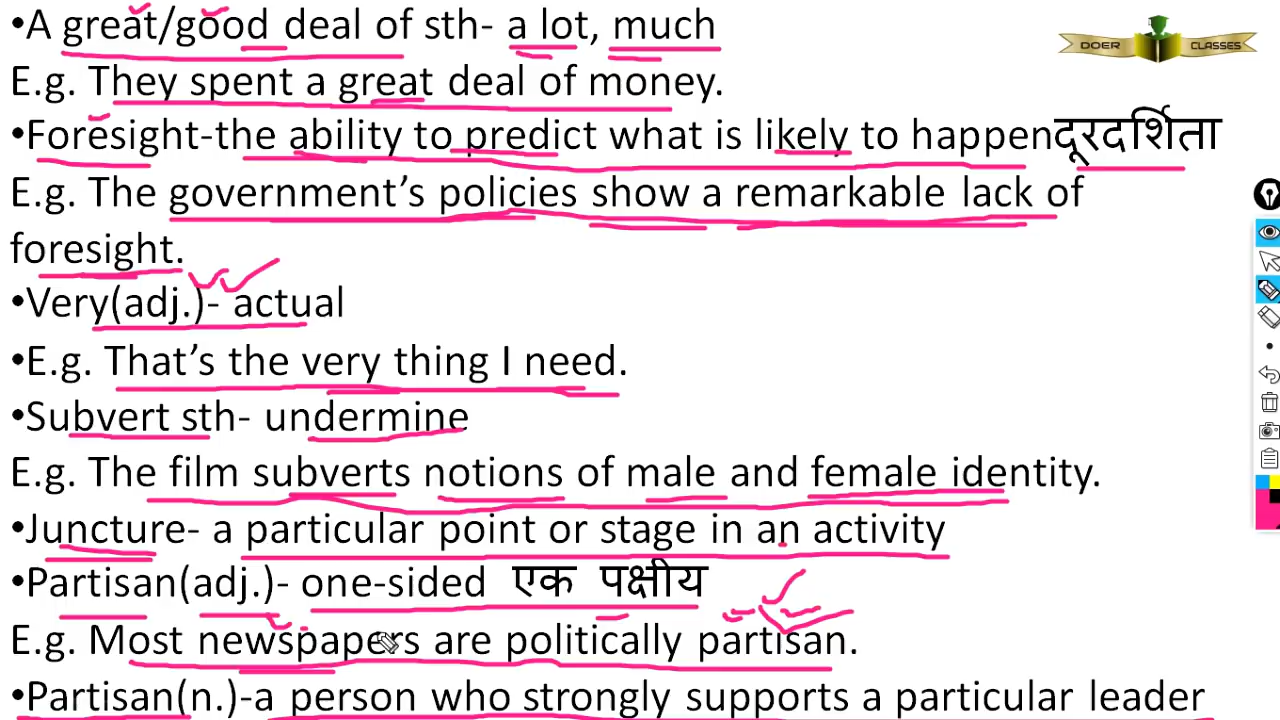 •A great/good deal of sth- a lot, much
DOER CLASSES
E.g. They spent a great deal of money.
•Foresight-the ability to predict what is likely to happenदूरदर्शिता
E.g. The government’s policies show a remarkable lack of
foresight.
•Very(adj.)- actual
•E.g. That’s the very thing I need.
•Subvert sth- undermine
E.g. The film subverts notions of male and female identity.
•Juncture- a particular point or stage in an activity
•Partisan(adj.)- one-sided एक पक्षीय
E.g. Most newspapers are politically partisan.
•Partisan(n.)-a person who strongly supports a particular leader